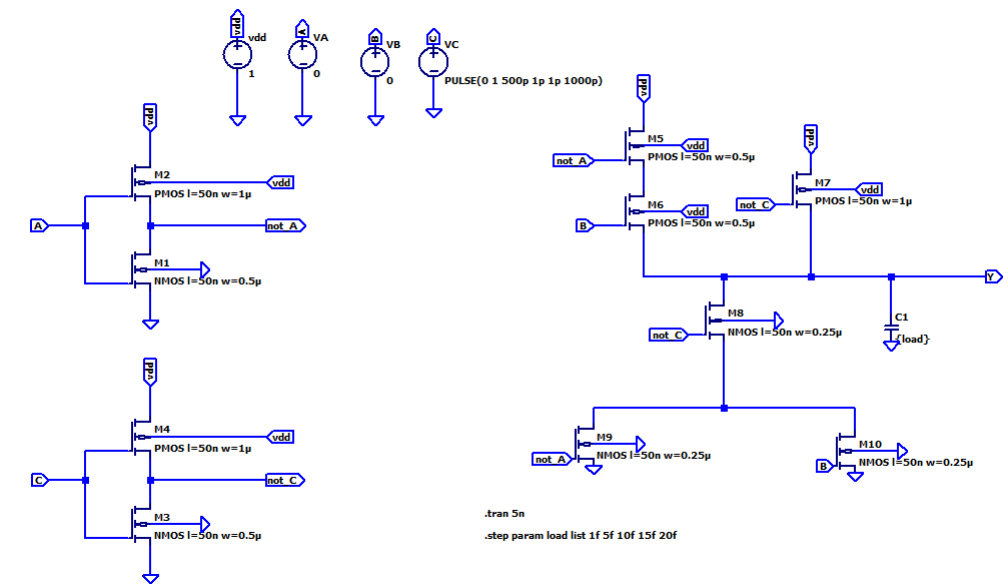 vdd
vdd
1
A
VA
0
B
VB
0
C
VC
PULSE(0 1 500p 1p 1p 1000p)
vdd
M2
PMOS l=50n w=1µ
vdd
A
not_A
M1
NMOS l=50n w=0.5µ
vdd
M4
PMOS l=50n w=1µ
vdd
C
not_C
M3
NMOS l=50n w=0.5µ
vdd
M5
vdd
not_A
PMOS l=50n w=0.5µ
M6
vdd
B
PMOS l=50n w=0.5µ
vdd
M7
vdd
not_C
PMOS l=50n w=1µ
Y
M8
not_C
NMOS l=50n w=0.25µ
C1
{load}
M9
not_A
NMOS l=50n w=0.25µ
M10
B
NMOS l=50n w=0.25µ
.tran 5n
.step param load list 1f 5f 10f 15f 20f